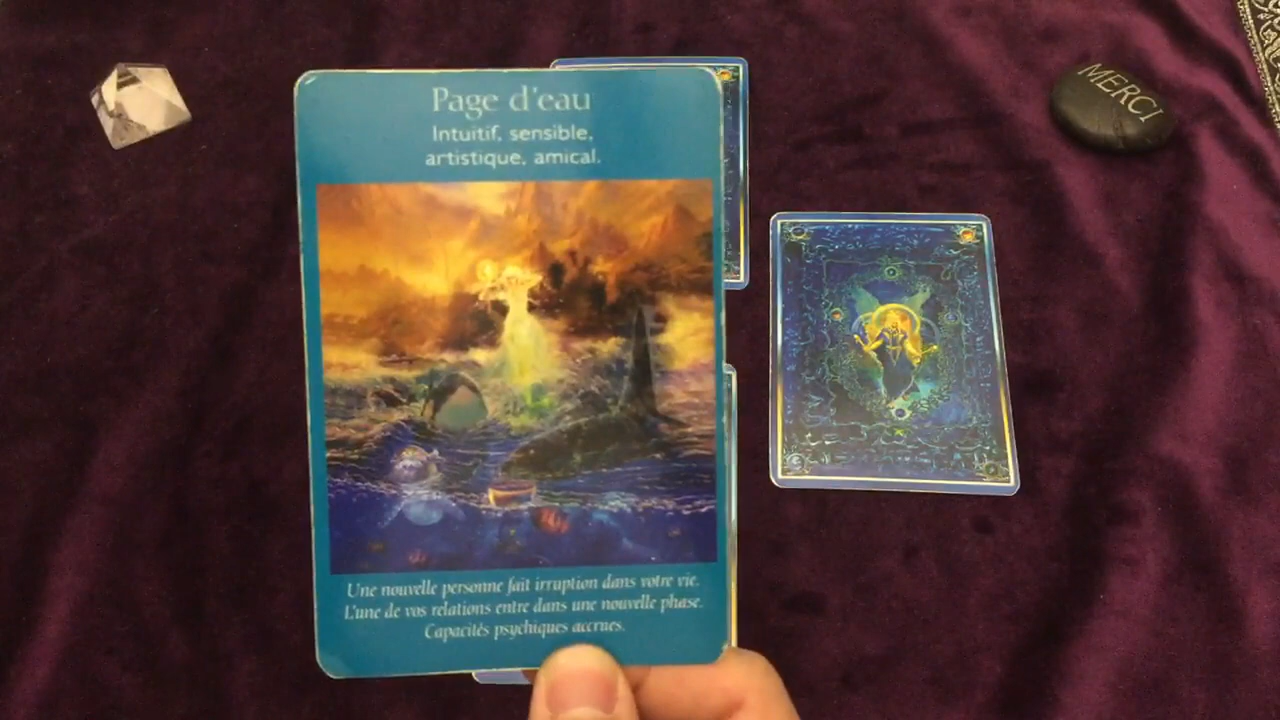 Page d'eau
Intuitif, sensible,
artistique, amical.
MERCI
Une nouvelle personne fait irruption dans votre vie.
L'une de vos relations entre dans une nouvelle phase.
Capacités psychiques accrues.